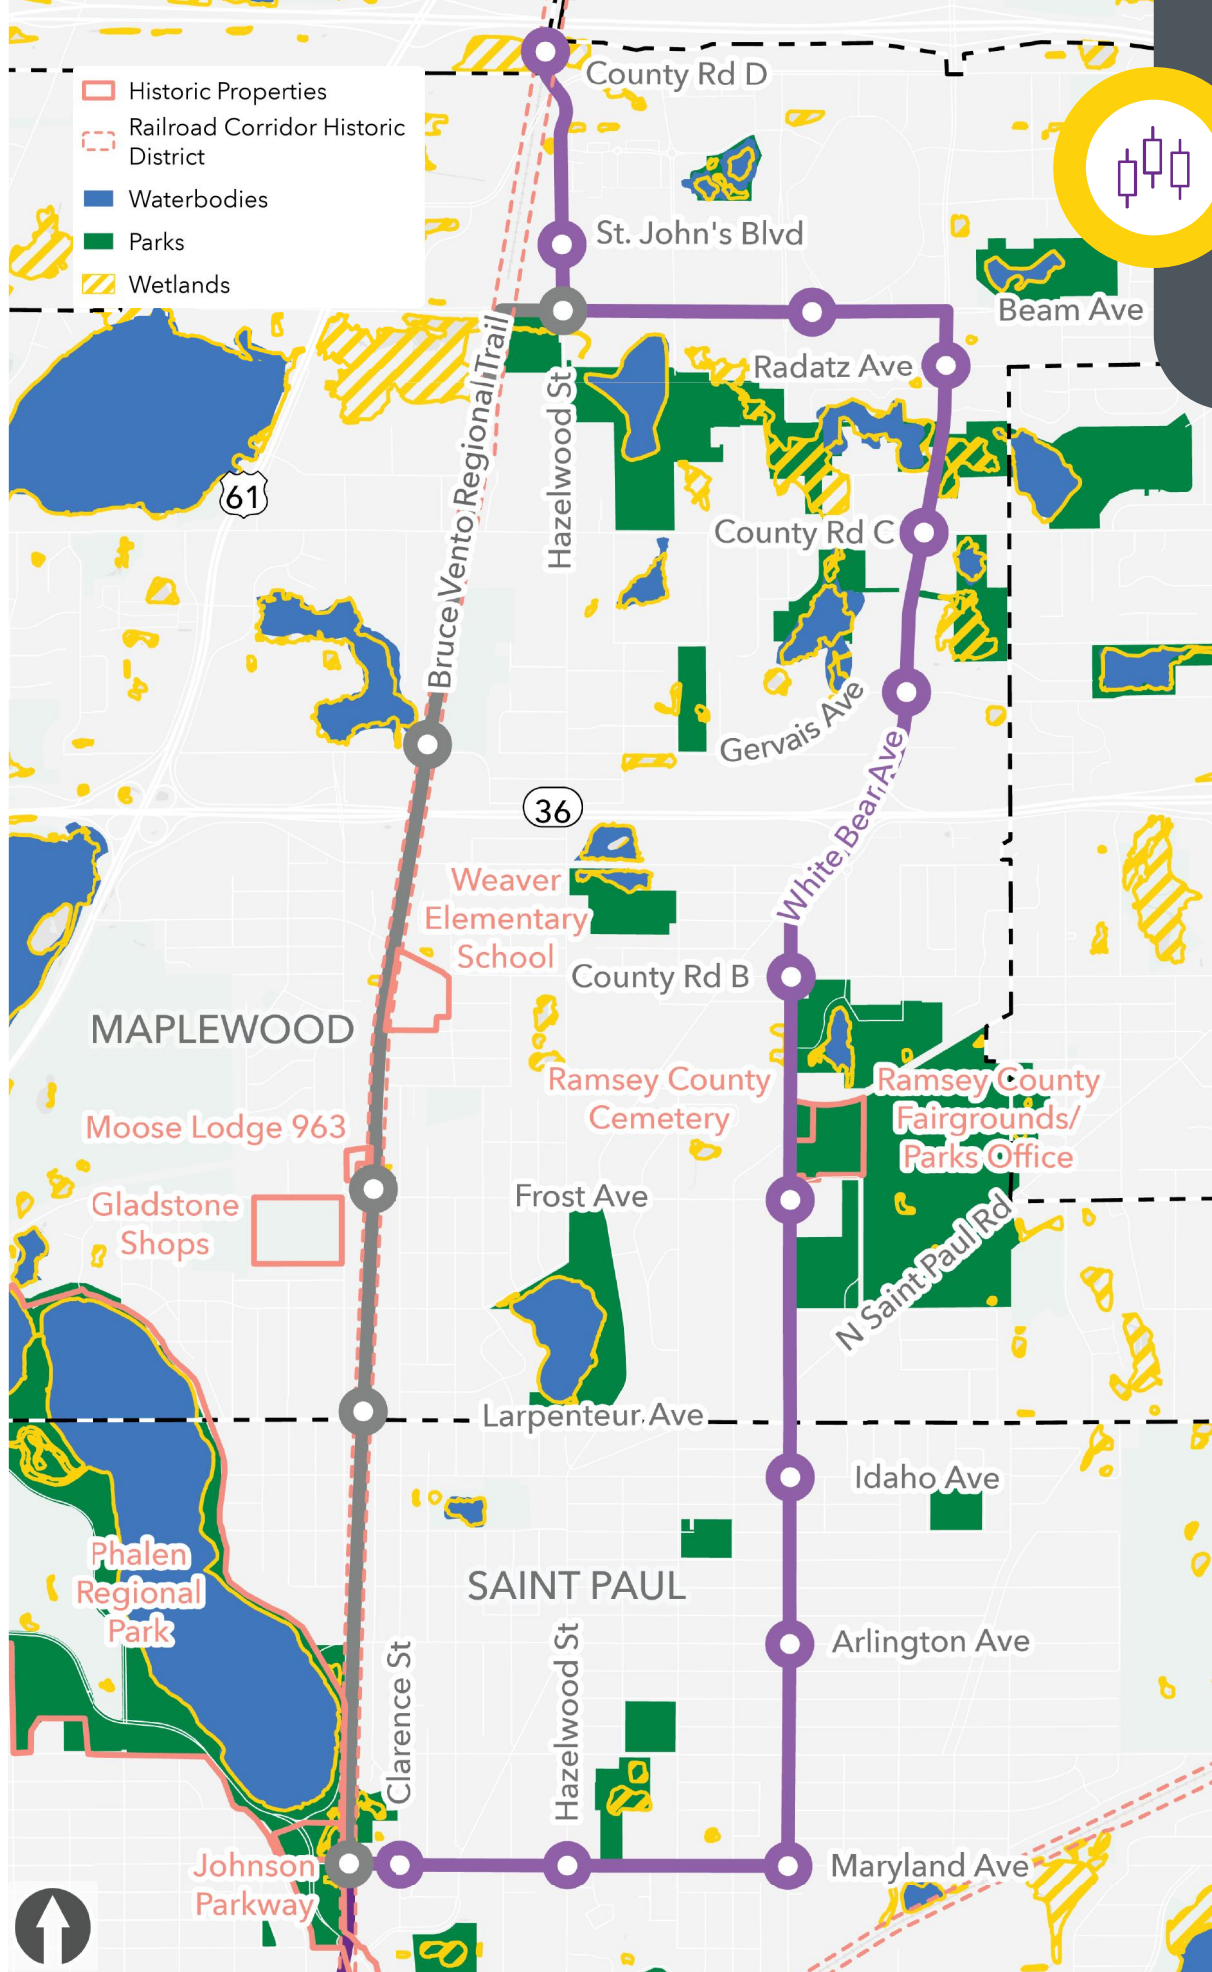 County Rd D
Historic Properties
Railroad Corridor Historic
District
Waterbodies
Parks
Wetlands
St. John's Blvd
Beam Ave
Radatz Ave
Bruce Vento Regional Trail
Hazelwood St
61
County Rd C
Gervais Ave
White Bear Ave
36
Weaver
Elementary
School
County Rd B
MAPLEWOOD
Ramsey County
Cemetery
Ramsey County
Fairgrounds/
Parks Office
Moose Lodge 963
Gladstone
Shops
Frost Ave
N Saint Paul Rd
Larpenteur Ave
Idaho Ave
Phalen
Regional
Park
SAINT PAUL
Arlington Ave
Clarence St
Hazelwood St
Johnson
Parkway
Maryland Ave